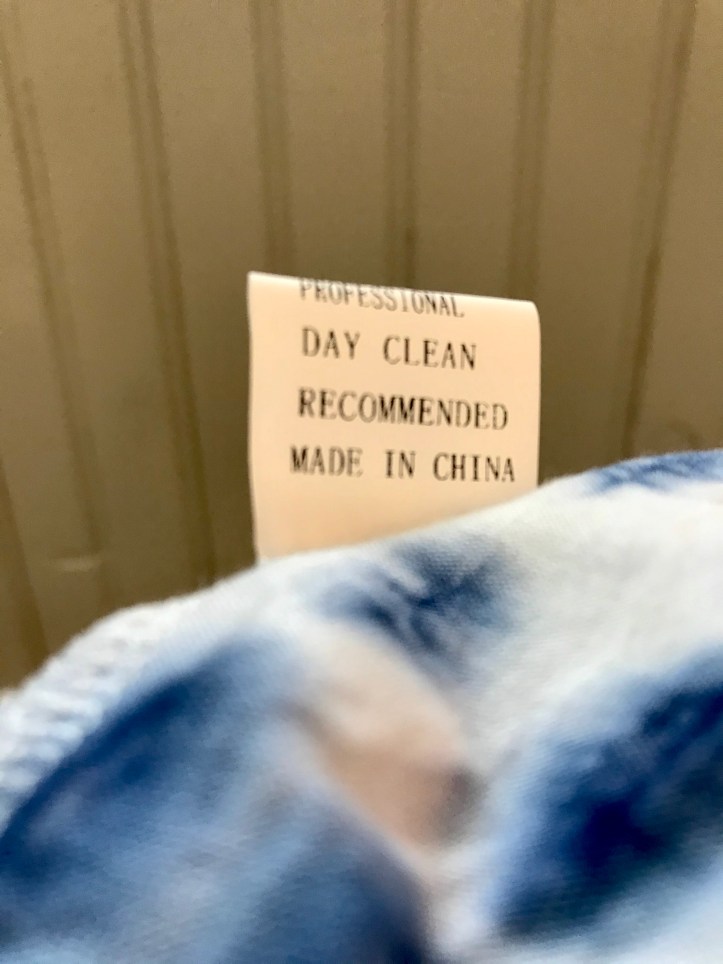 PROFESSIONAL
DAY CLEAN
RECOMMENDED
MADE IN CHINA